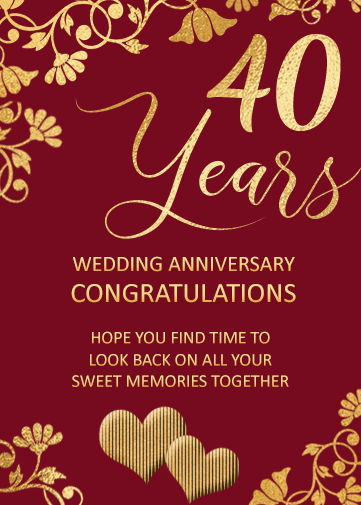 40
Years
WEDDING ANNIVERSARY
CONGRATULATIONS
HOPE YOU FIND TIME TO
LOOK BACK ON ALL YOUR
SWEET MEMORIES TOGETHER